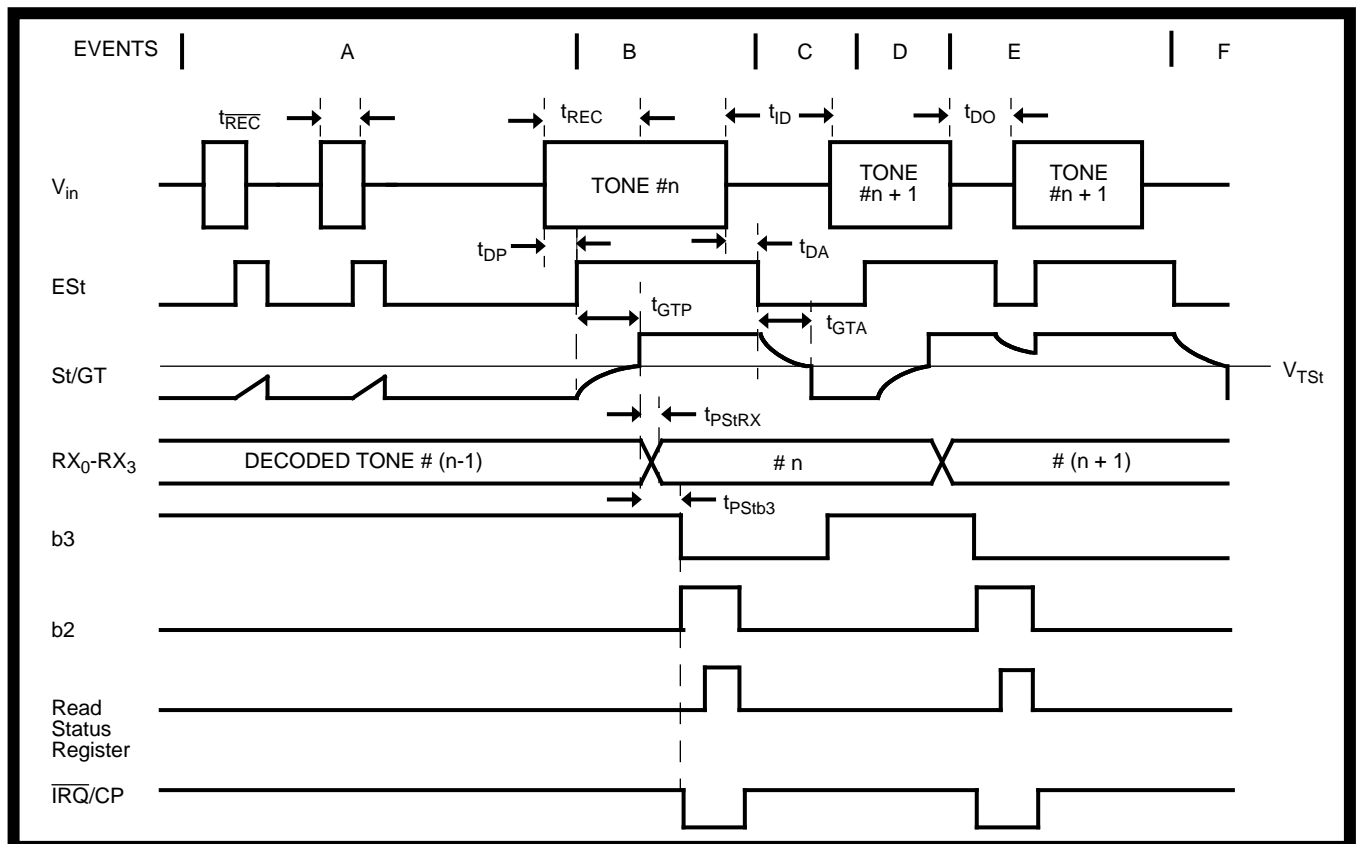 EVENTS A B C D E F
tREC tREC tID tDO
Vin TONE #n TONE #n + 1 TONE #n + 1
tDP tDA
ESt
tGTP tGTA
St/GT VTSt
tPStRX
RX0-RX3 DECODED TONE # (n-1) # n # (n + 1)
tPStb3
b3
b2
Read
Status
Register
IRQ/CP